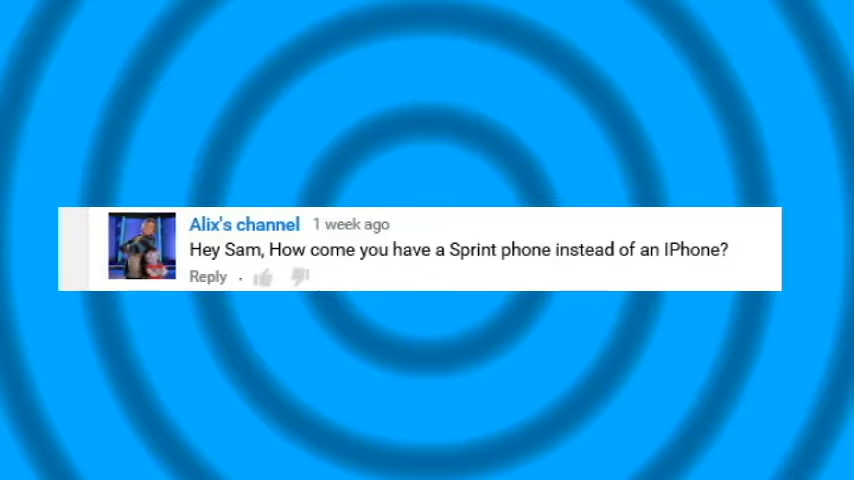 Alix's channel 1 week ago
Hey Sam, How come you have a Sprint phone instead of an IPhone?
Reply ·